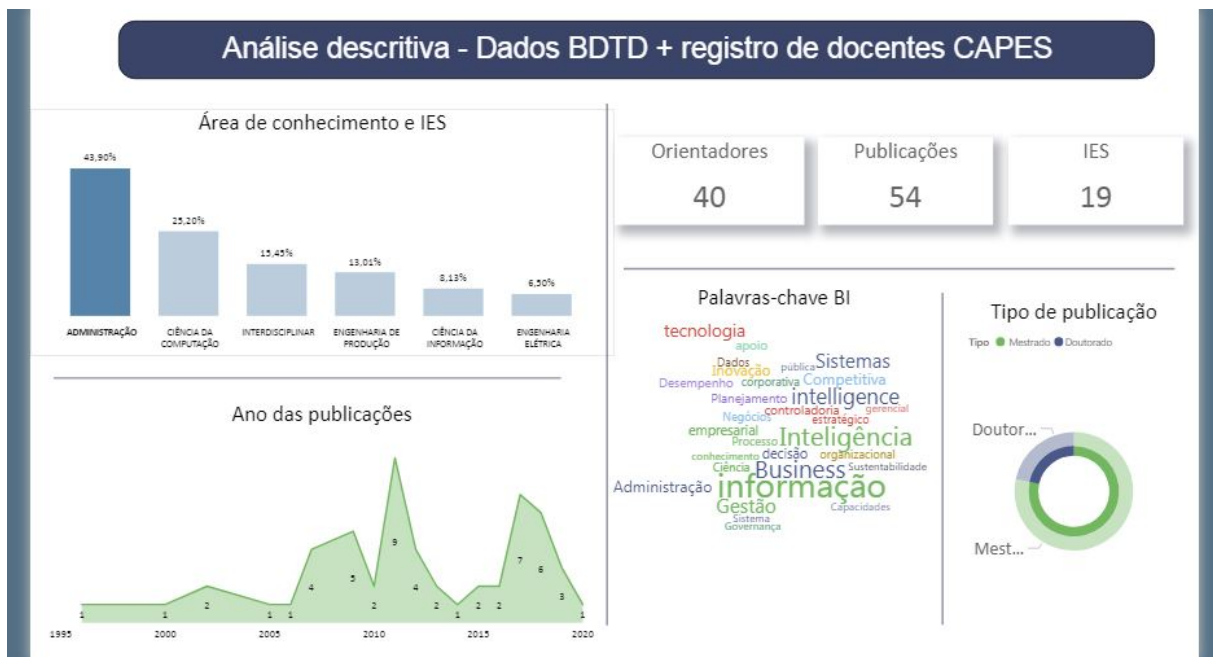 Análise descritiva - Dados BDTD + registro de docentes CAPES
Área de conhecimento e IES
43,90%
25,20%
15,45%
13,01%
8,13%
6,50%
ADMINISTRAÇÃO
CIÊNCIA DA
COMPUTAÇÃO
INTERDISCIPLINAR
ENGENHARIA DE
PRODUÇÃO
CIÊNCIA DA
INFORMAÇÃO
ENGENHARIA
ELÉTRICA
Orientadores
40
Publicações
54
IES
19
Ano das publicações
1
1
2
1
1
4
5
2
9
4
2
1
2
2
7
6
3
1
1995 2000 2005 2010 2015 2020
Palavras-chave BI
tecnologia
apoio
Dados
Inovação
pública
Sistemas
Desempenho
corporativa
Competitiva
Planejamento
intelligence
Negócios
controladoria
gerencial
estratégico
empresarial
Processo
Inteligência
conhecimento
decisão
organizacional
Ciência
Business
Sustentabilidade
Administração
informação
Gestão
Capacidades
Sistema
Governança
Tipo de publicação
Tipo Mestrado Doutorado
Doutor...
Mest...